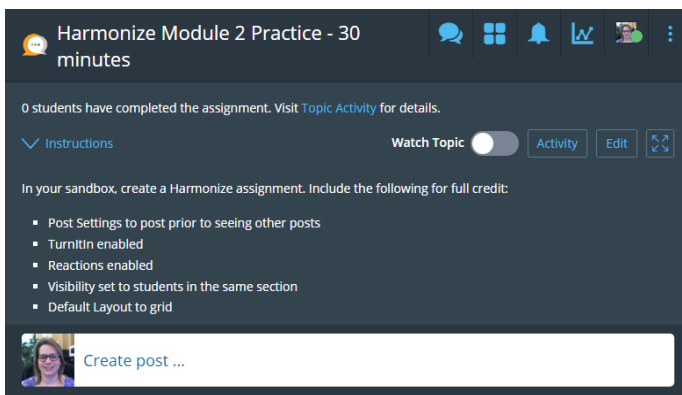 Harmonize Module 2 Practice - 30
minutes
0 students have completed the assignment. Visit Topic Activity for details.
Instructions
Watch Topic
Activity
Edit
In your sandbox, create a Harmonize assignment. Include the following for full credit:
Post Settings to post prior to seeing other posts
TurnItIn enabled
Reactions enabled
Visibility set to students in the same section
Default Layout to grid
Create post ...